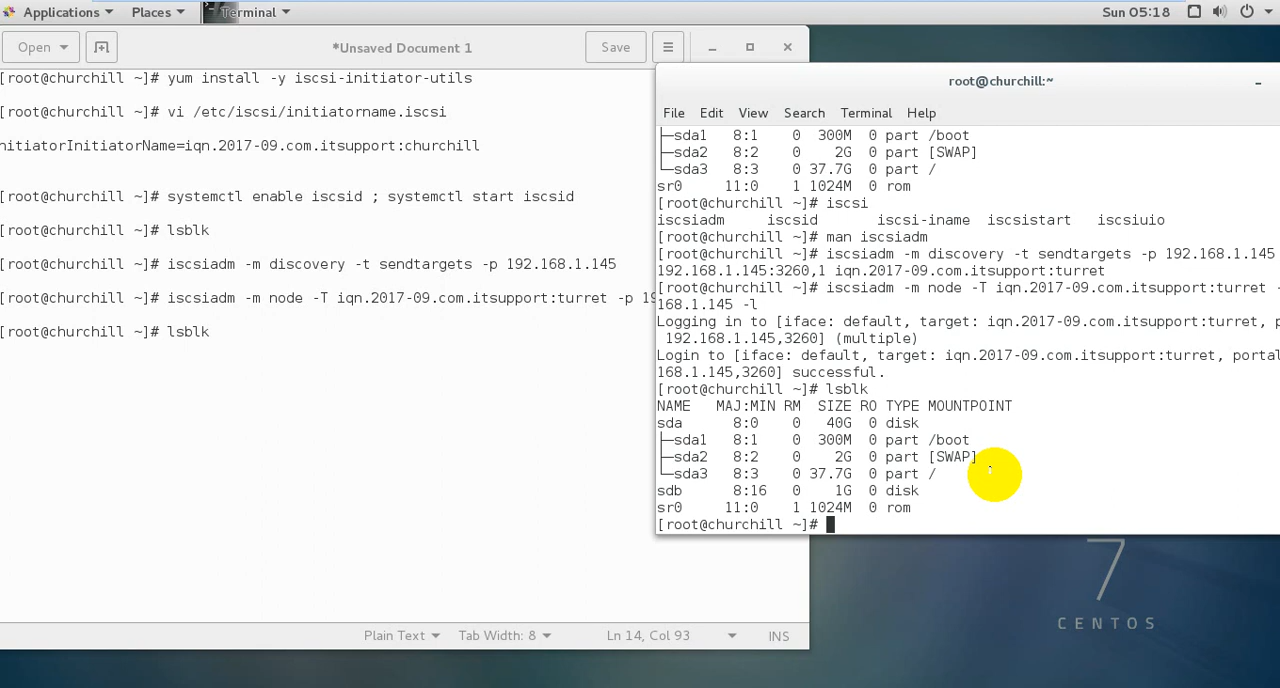 Applications Places Terminal Sun 05:18
Open *Unsaved Document 1 Save
[root@churchill ~]# yum install -y iscsi-initiator-utils
[root@churchill ~]# vi /etc/iscsi/initiatorname.iscsi
nitiatorInitiatorName=iqn.2017-09.com.itsupport:churchill
[root@churchill ~]# systemctl enable iscsid ; systemctl start iscsid
[root@churchill ~]# lsblk
[root@churchill ~]# iscsiadm -m discovery -t sendtargets -p 192.168.1.145
[root@churchill ~]# iscsiadm -m node -T iqn.2017-09.com.itsupport:turret -p 19
[root@churchill ~]# lsblk
Plain Text Tab Width: 8 Ln 14, Col 93 INS
root@churchill:~
File Edit View Search Terminal Help
├─sda1 8:1 0 300M 0 part /boot
├─sda2 8:2 0 2G 0 part [SWAP]
└─sda3 8:3 0 37.7G 0 part /
sr0 11:0 1 1024M 0 rom
[root@churchill ~]# iscsi
iscsiadm iscsid iscsi-iname iscsistart iscsiuio
[root@churchill ~]# man iscsiadm
[root@churchill ~]# iscsiadm -m discovery -t sendtargets -p 192.168.1.145
192.168.1.145:3260,1 iqn.2017-09.com.itsupport:turret
[root@churchill ~]# iscsiadm -m node -T iqn.2017-09.com.itsupport:turret -
168.1.145 -l
Logging in to [iface: default, target: iqn.2017-09.com.itsupport:turret, p
192.168.1.145,3260] (multiple)
Login to [iface: default, target: iqn.2017-09.com.itsupport:turret, portal
168.1.145,3260] successful.
[root@churchill ~]# lsblk
NAME MAJ:MIN RM SIZE RO TYPE MOUNTPOINT
sda 8:0 0 40G 0 disk
├─sda1 8:1 0 300M 0 part /boot
├─sda2 8:2 0 2G 0 part [SWAP]
└─sda3 8:3 0 37.7G 0 part /
sdb 8:16 0 1G 0 disk
sr0 11:0 1 1024M 0 rom
[root@churchill ~]#
7
CENTOS